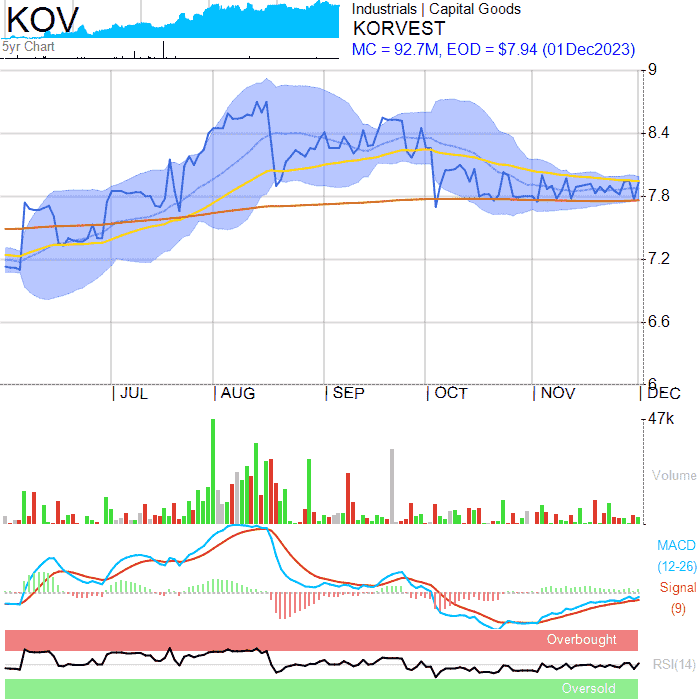 KOV
5yr Chart
Industrials | Capital Goods
KORVEST
MC = 92.7M, EOD = $7.94 (01Dec2023)
9
8.4
7.8
7.2
6.6
6
JUL AUG SEP OCT NOV DEC
47k
Volume
MACD
(12-26)
Signal
(9)
Overbought
RSI(14)
Oversold